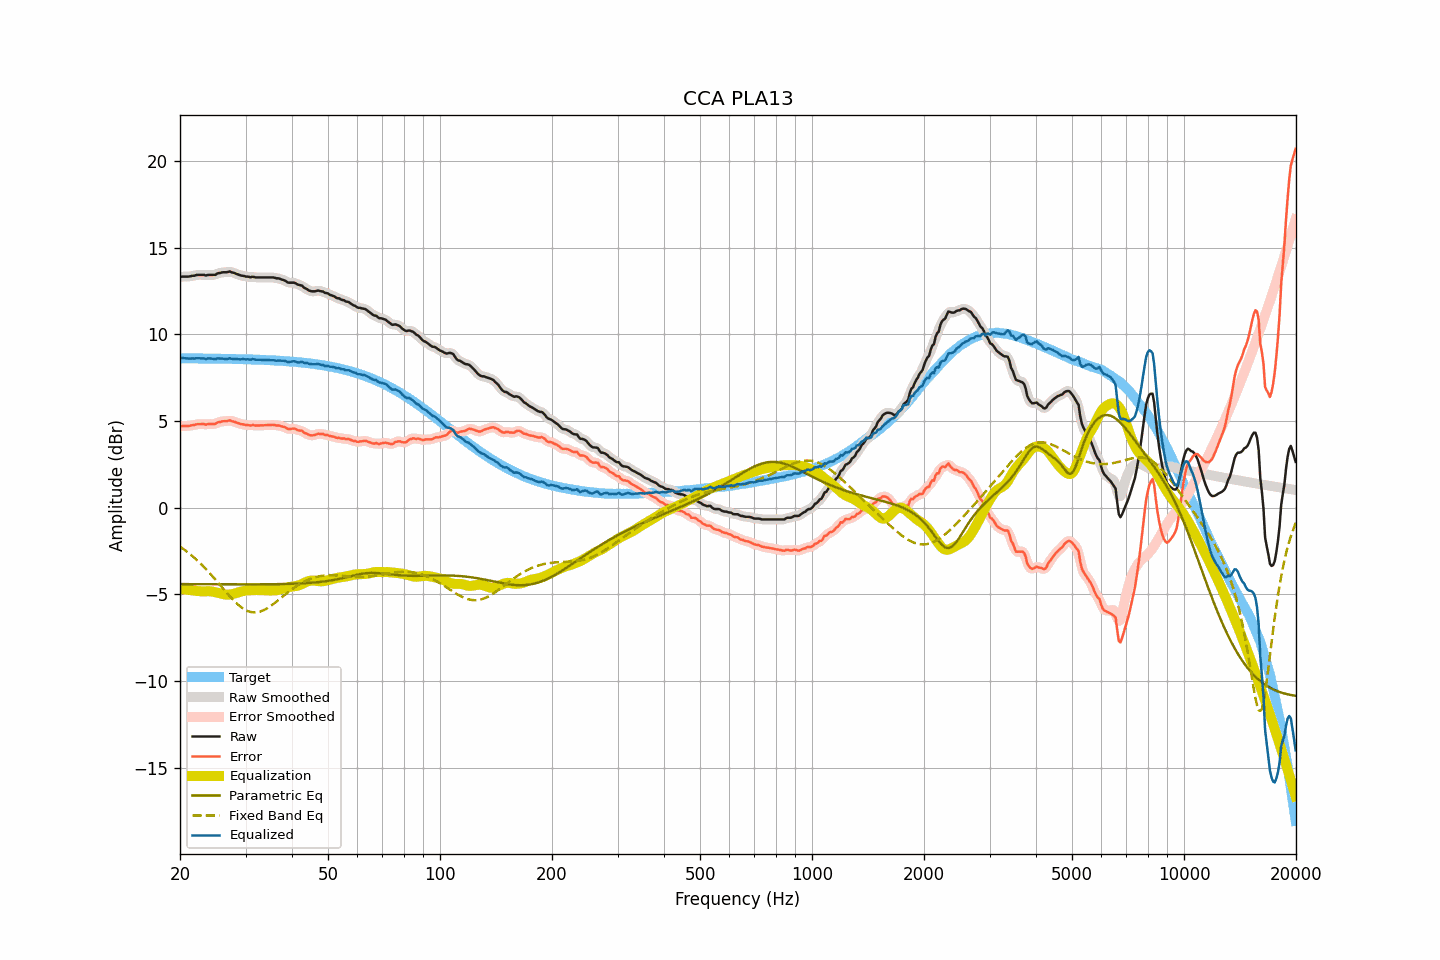 CCA PLA13
Amplitude (dBr)
20
15
10
5
0
−5
−10
−15
Target
Raw Smoothed
Error Smoothed
Raw
Error
Equalization
Parametric Eq
Fixed Band Eq
Equalized
20 50 100 200 500 1000 2000 5000 10000 20000
Frequency (Hz)